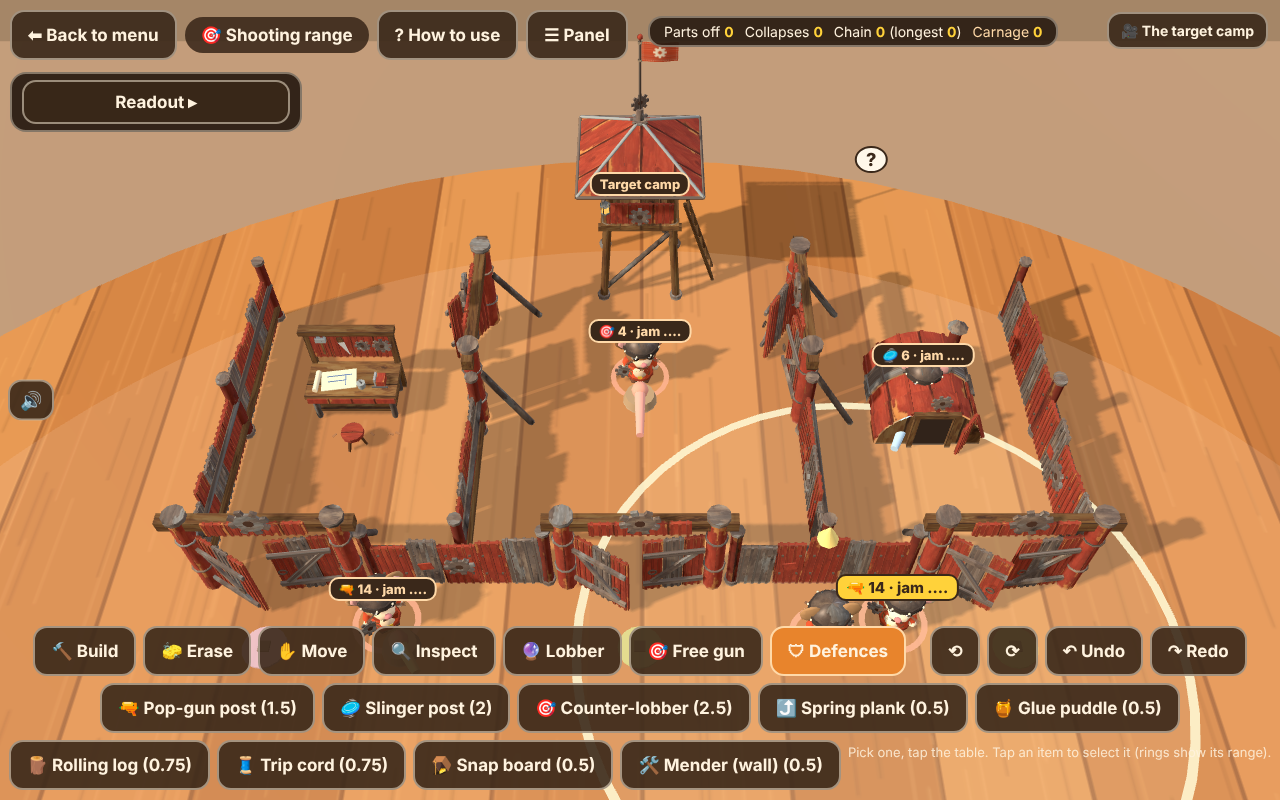 ⬅ Back to menu
🎯 Shooting range
? How to use
☰ Panel
Parts off 0 Collapses 0 Chain 0 (longest 0) Carnage 0
🎥 The target camp
Readout ▸
?
Target camp
🎯 4 · jam ....
🥏 6 · jam ....
🔫 14 · jam ....
🔫 14 · jam ....
🔨 Build
🧽 Erase
✋ Move
🔍 Inspect
🔮 Lobber
🎯 Free gun
🛡 Defences
⟲
⟳
↶ Undo
↷ Redo
🔫 Pop-gun post (1.5)
🥏 Slinger post (2)
🎯 Counter-lobber (2.5)
⤴ Spring plank (0.5)
🍯 Glue puddle (0.5)
🪵 Rolling log (0.75)
🧵 Trip cord (0.75)
🪤 Snap board (0.5)
🛠 Mender (wall) (0.5)
Pick one, tap the table. Tap an item to select it (rings show its range).